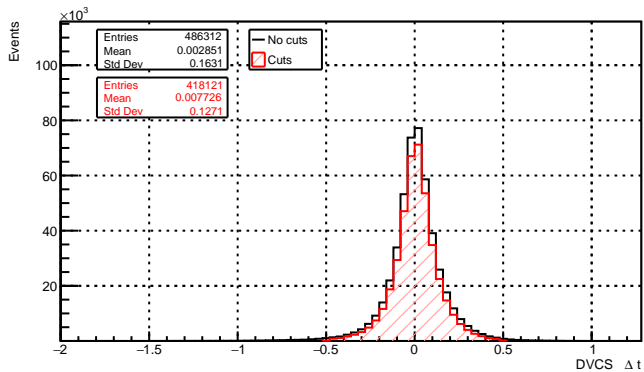 ×10³
Events
Entries 486312
Mean 0.002851
Std Dev 0.1631
No cuts
Cuts
Entries 418121
Mean 0.007726
Std Dev 0.1271
100
80
60
40
20
−2 −1.5 −1 −0.5 0 0.5 1
DVCS Δ t